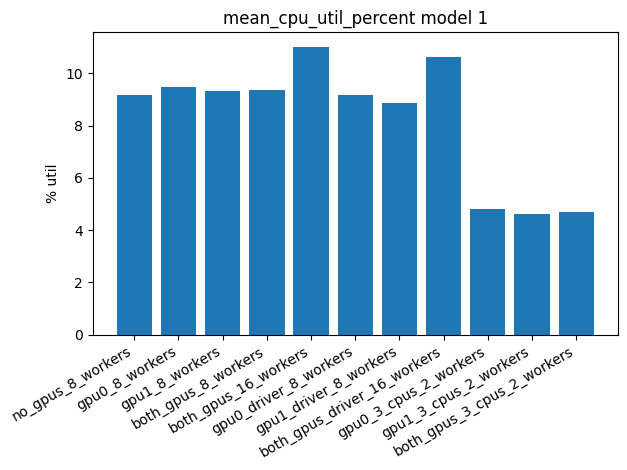 mean_cpu_util_percent model 1
% util
10
8
6
4
2
0
no_gpus_8_workers
gpu0_8_workers
gpu1_8_workers
both_gpus_8_workers
both_gpus_16_workers
gpu0_driver_8_workers
gpu1_driver_8_workers
both_gpus_driver_16_workers
gpu0_3_cpus_2_workers
gpu1_3_cpus_2_workers
both_gpus_3_cpus_2_workers